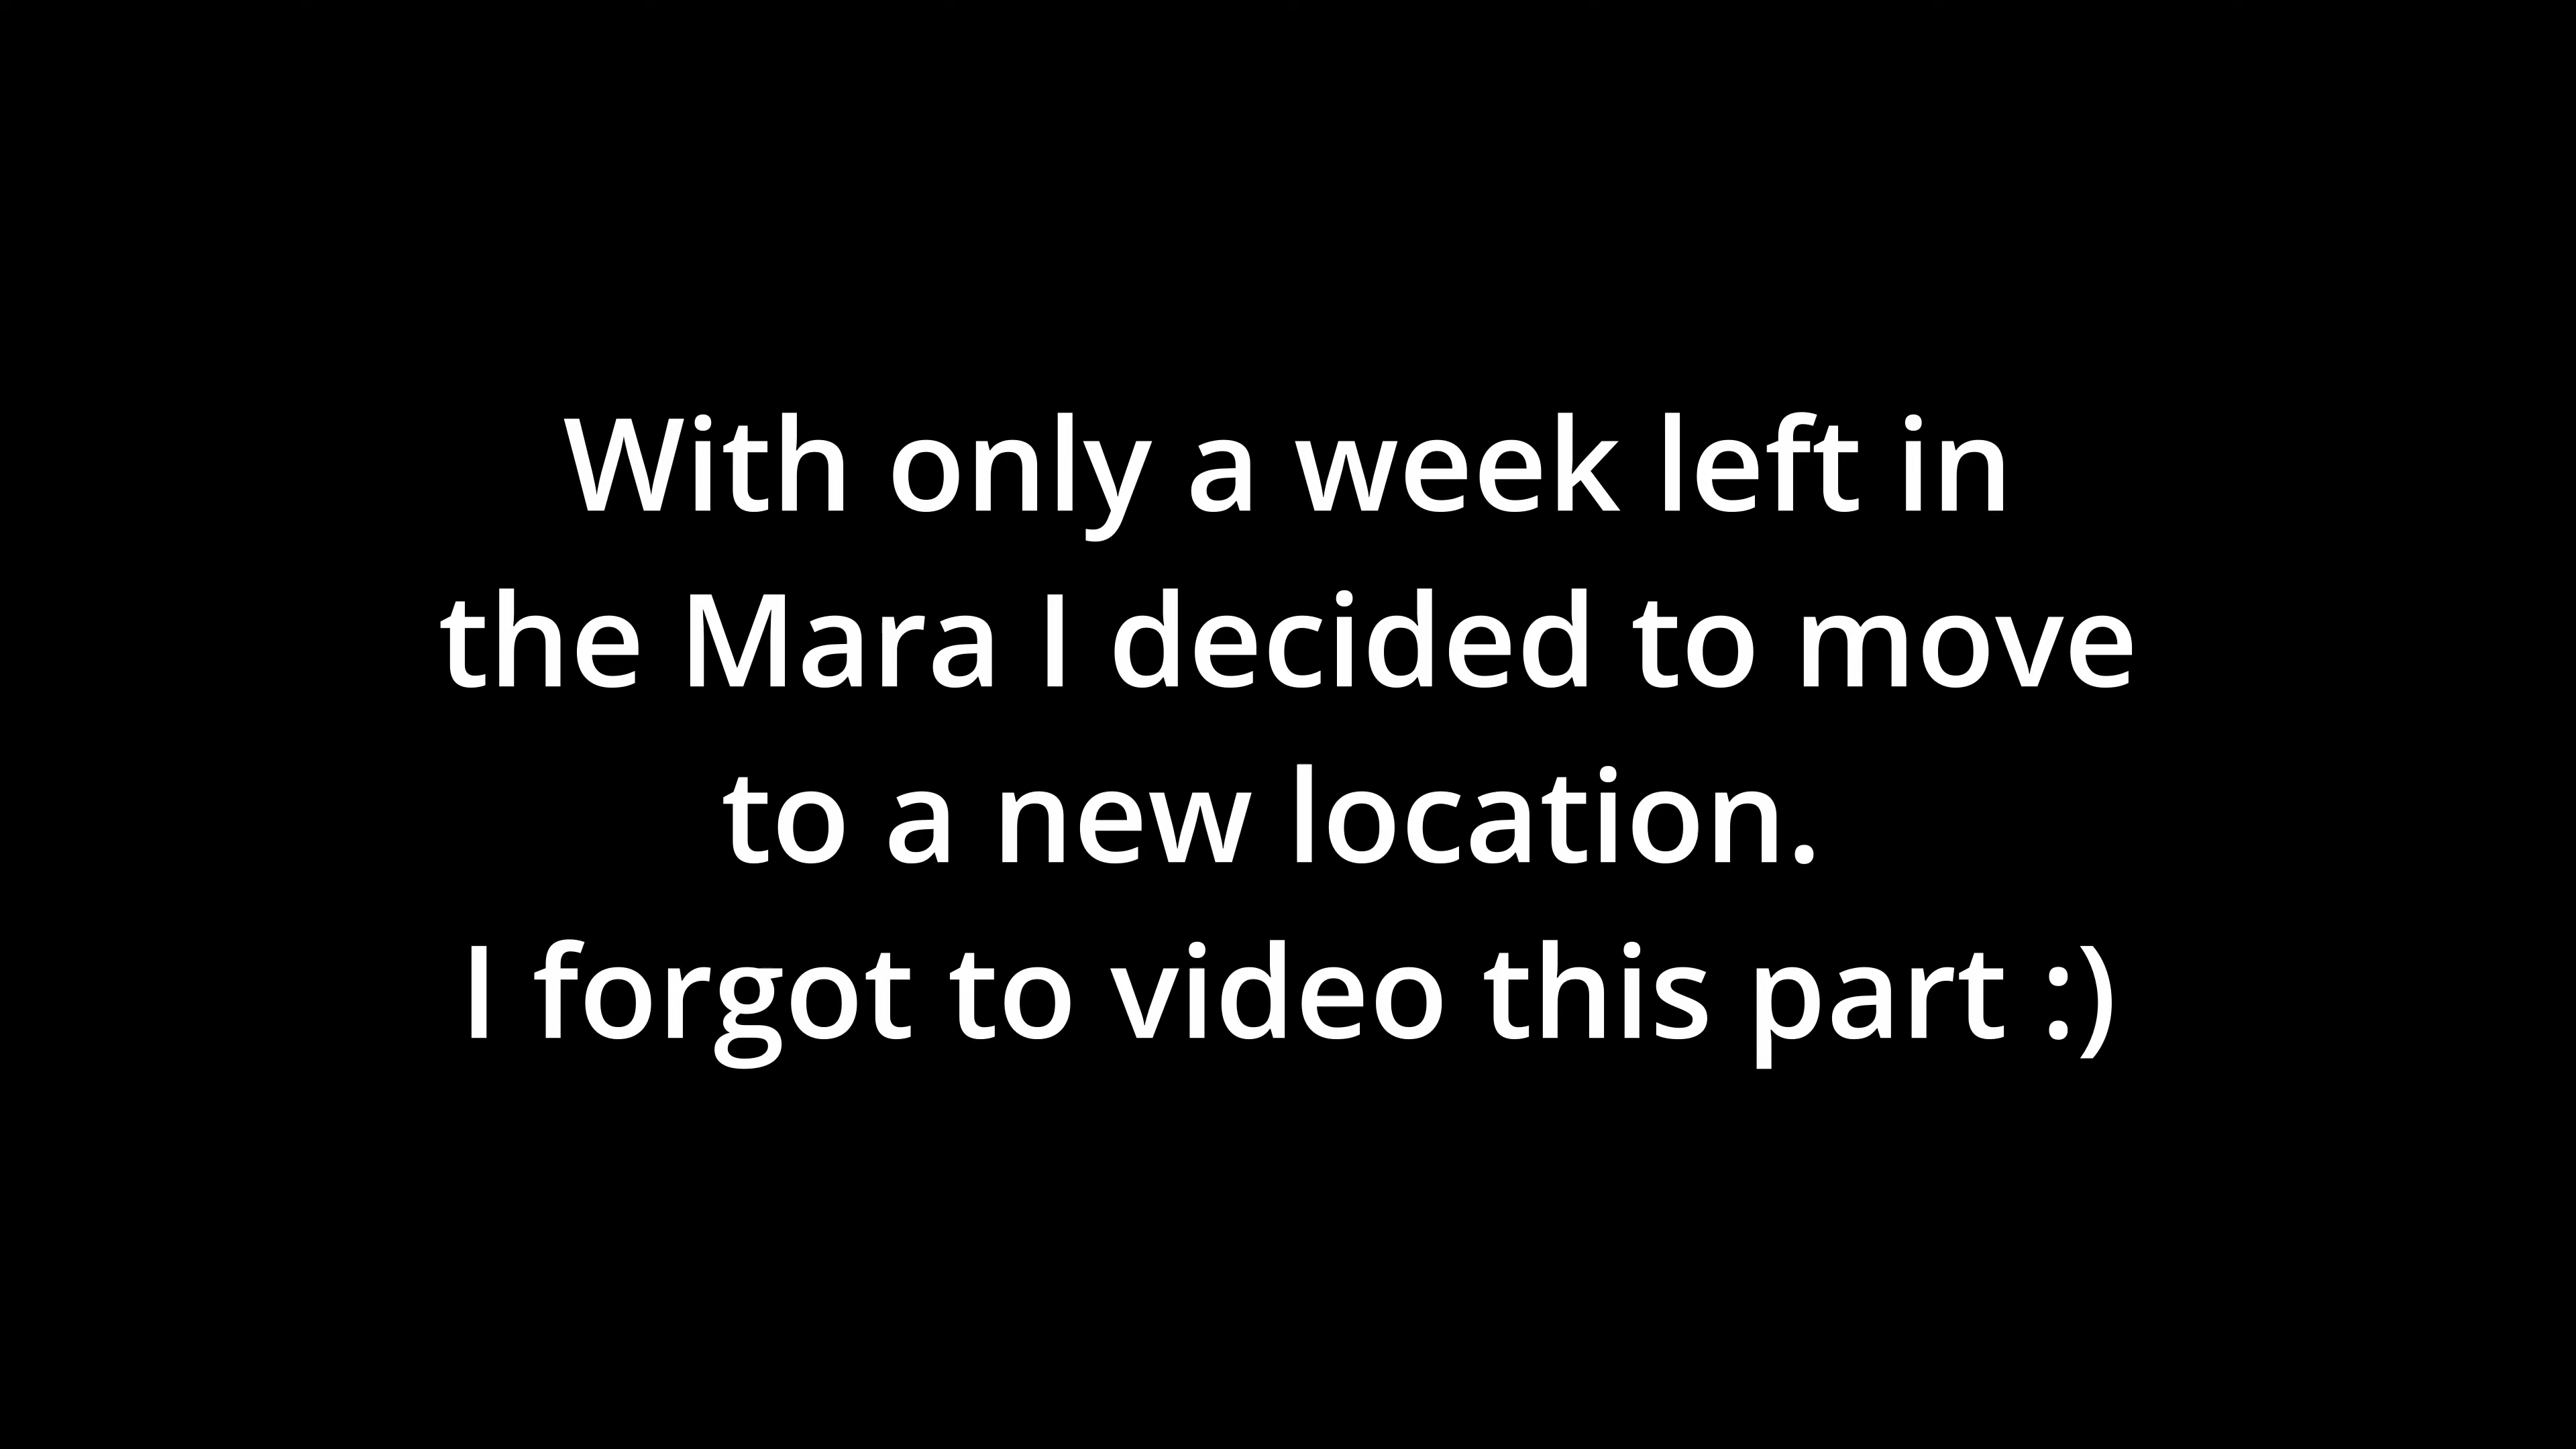 With only a week left in
the Mara I decided to move
to a new location.
I forgot to video this part :)